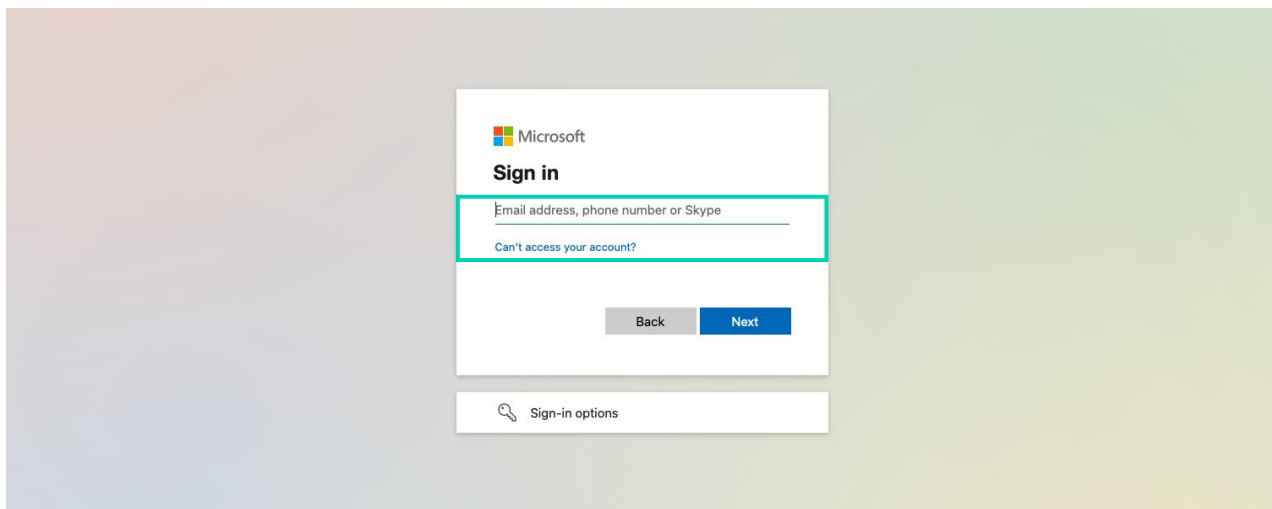 Microsoft
Sign in
Email address, phone number or Skype
Can't access your account?
Back Next
Sign-in options